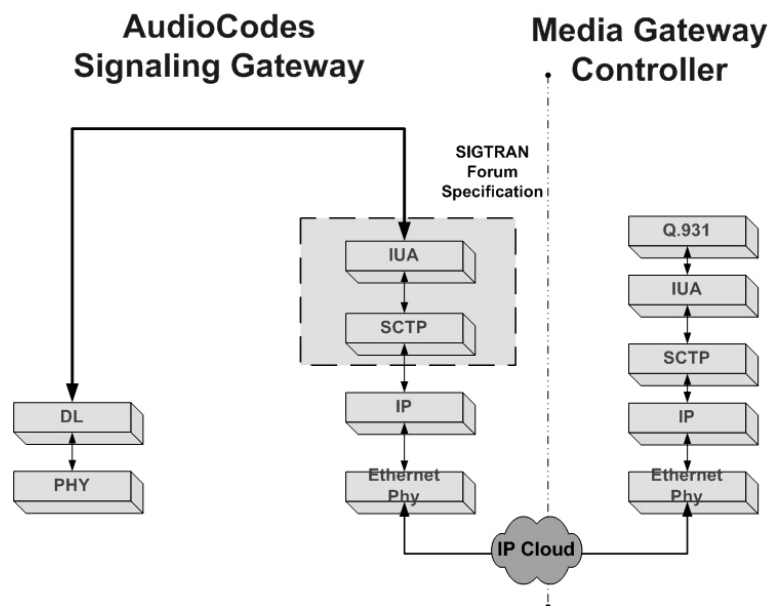 AudioCodes
Signaling Gateway
Media Gateway
Controller
SIGTRAN
Forum
Specification
IUA
SCTP
IP
Ethernet
Phy
DL
PHY
Q.931
IUA
SCTP
IP
Ethernet
Phy
IP Cloud